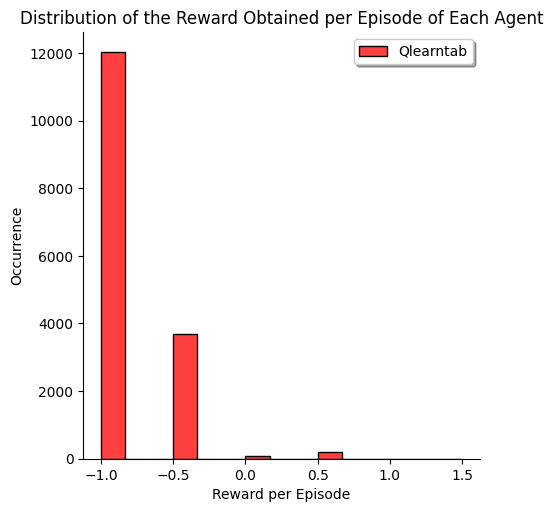 Distribution of the Reward Obtained per Episode of Each Agent
Qlearntab
12000
10000
8000
6000
4000
2000
0
Occurrence
−1.0 −0.5 0.0 0.5 1.0 1.5
Reward per Episode